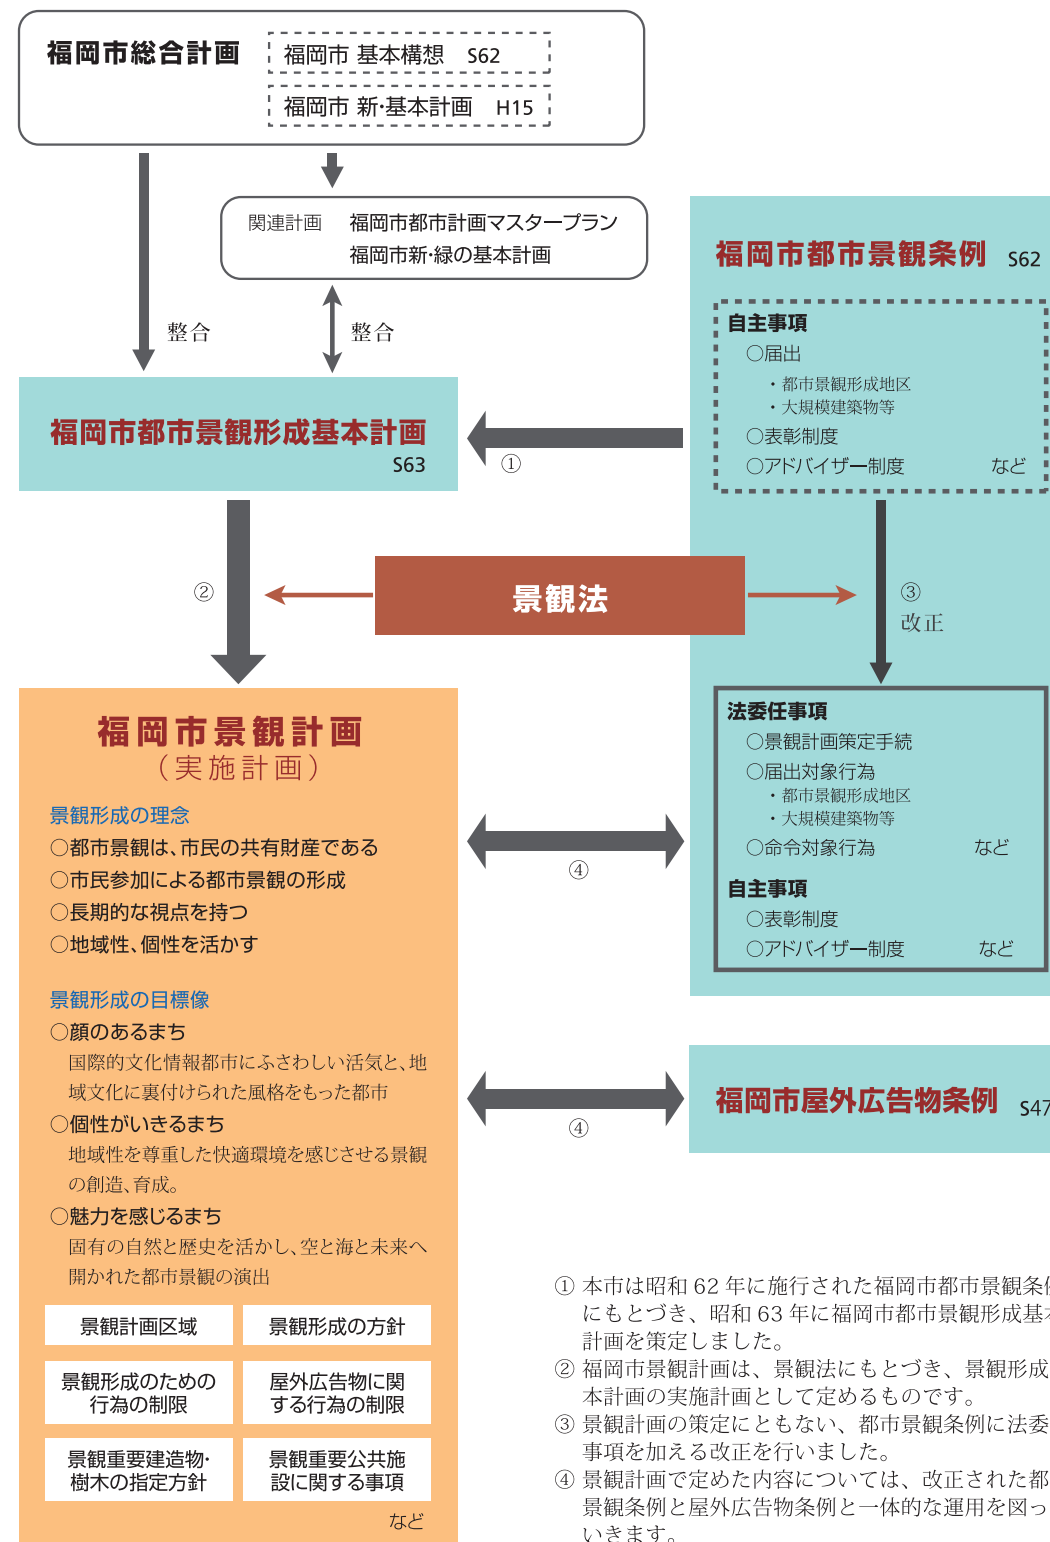 福岡市総合計画
福岡市 基本構想 S62
福岡市 新・基本計画 H15
関連計画 福岡市都市計画マスタープラン
福岡市新・緑の基本計画
整合
整合
福岡市都市景観形成基本計画
S63
①
福岡市都市景観条例 S62
自主事項
○届出
・都市景観形成地区
・大規模建築物等
○表彰制度
○アドバイザー制度 など
景観法
②
③
改正
福岡市景観計画
（実施計画）
景観形成の理念
○都市景観は、市民の共有財産である
○市民参加による都市景観の形成
○長期的な視点を持つ
○地域性、個性を活かす
景観形成の目標像
○顔のあるまち
国際的文化情報都市にふさわしい活気と、地
域文化に裏付けられた風格をもった都市
○個性がいきるまち
地域性を尊重した快適環境を感じさせる景観
の創造、育成。
○魅力を感じるまち
固有の自然と歴史を活かし、空と海と未来へ
開かれた都市景観の演出
景観計画区域
景観形成の方針
景観形成のための
行為の制限
屋外広告物に関
する行為の制限
景観重要建造物・
樹木の指定方針
景観重要公共施
設に関する事項
など
④
法委任事項
○景観計画策定手続
○届出対象行為
・都市景観形成地区
・大規模建築物等
○命令対象行為 など
自主事項
○表彰制度
○アドバイザー制度 など
④
福岡市屋外広告物条例 S47
① 本市は昭和 62 年に施行された福岡市都市景観条例
にもとづき、昭和 63 年に福岡市都市景観形成基本
計画を策定しました。
② 福岡市景観計画は、景観法にもとづき、景観形成
本計画の実施計画として定めるものです。
③ 景観計画の策定にともない、都市景観条例に法委
事項を加える改正を行いました。
④ 景観計画で定めた内容については、改正された都
景観条例と屋外広告物条例と一体的な運用を図っ
いきます。